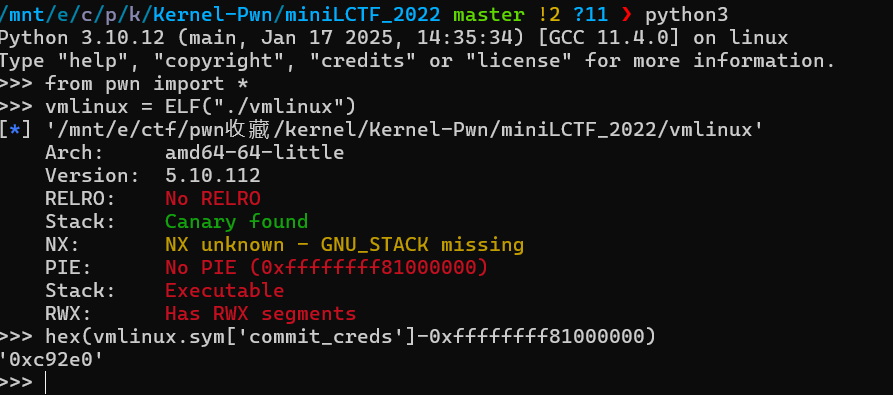 /mnt/e/c/p/k/Kernel-Pwn/miniLCTF_2022 master !2 ?11 ❯ python3
Python 3.10.12 (main, Jan 17 2025, 14:35:34) [GCC 11.4.0] on linux
Type "help", "copyright", "credits" or "license" for more information.
>>> from pwn import *
>>> vmlinux = ELF("./vmlinux")
[*] '/mnt/e/ctf/pwn收藏/kernel/Kernel-Pwn/miniLCTF_2022/vmlinux'
    Arch:     amd64-64-little
    Version:  5.10.112
    RELRO:    No RELRO
    Stack:    Canary found
    NX:       NX unknown - GNU_STACK missing
    PIE:      No PIE (0xffffffff81000000)
    Stack:    Executable
    RWX:      Has RWX segments
>>> hex(vmlinux.sym['commit_creds']-0xffffffff81000000)
'0xc92e0'
>>>